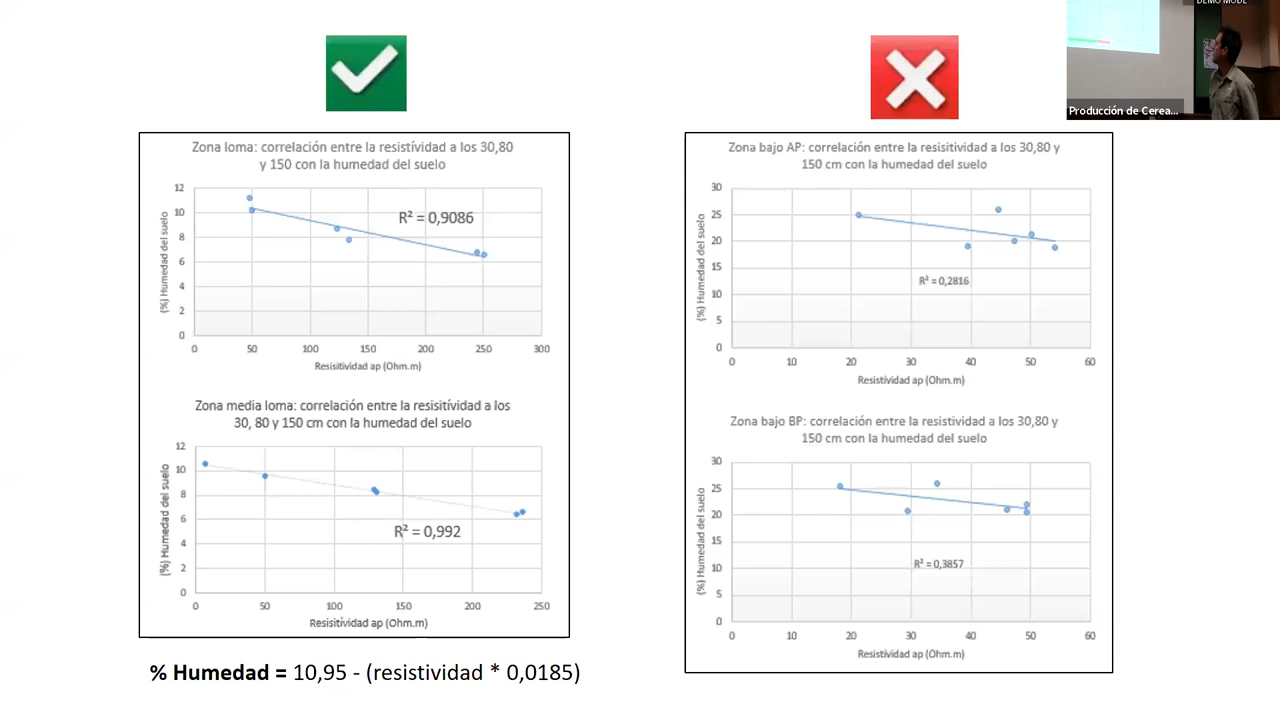 DEMO MODE
Producción de Cerea...
Zona loma: correlación entre la resistívidad a los 30,80
y 150 con la humedad del suelo
(%) Humedad del suelo
12
10
8
6
4
2
0
R² = 0,9086
0 50 100 150 200 250 300
Resisitividad ap (Ohm.m)
Zona media loma: correlación entre la resisitívidad a los
30, 80 y 150 cm con la humedad del suelo
(%) Humedad del suelo
12
10
8
6
4
2
0
R² = 0,992
0 50 100 150 200 250
Resisitívidad ap (Ohm.m)
% Humedad = 10,95 - (resistividad * 0,0185)
Zona bajo AP: correlación entre la resisitividad a los 30,80 y
150 cm con la humedad del suelo
(%) Humedad del suelo
30
25
20
15
10
5
0
R² = 0,2816
0 10 20 30 40 50 60
Resistividad ap (Ohm.m)
Zona bajo BP: correlación entre la resistividad a los 30,80 y
150 cm con la humedad del suelo
(%) Humedad del suelo
30
25
20
15
10
5
0
R² = 0,3857
0 10 20 30 40 50 60
Resistívidad ap (Ohm.m)